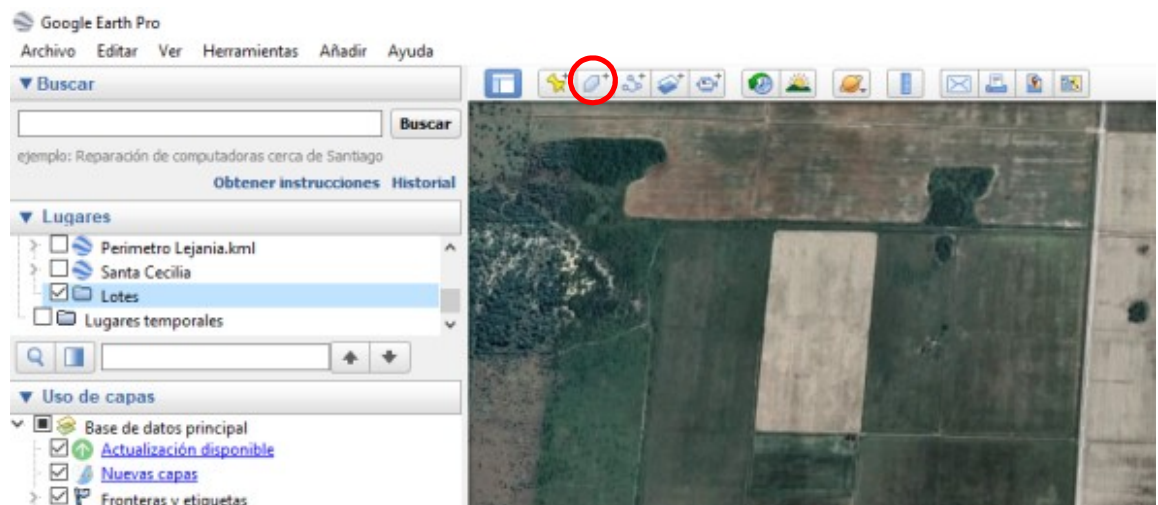 Google Earth Pro
Archivo Editar Ver Herramientas Añadir Ayuda
Buscar
Buscar
ejemplo: Reparación de computadoras cerca de Santiago
Obtener instrucciones Historial
Lugares
Perimetro Lejania.kml
Santa Cecilia
Lotes
Lugares temporales
Uso de capas
Base de datos principal
Actualización disponible
Nuevas capas
Fronteras y etiquetas